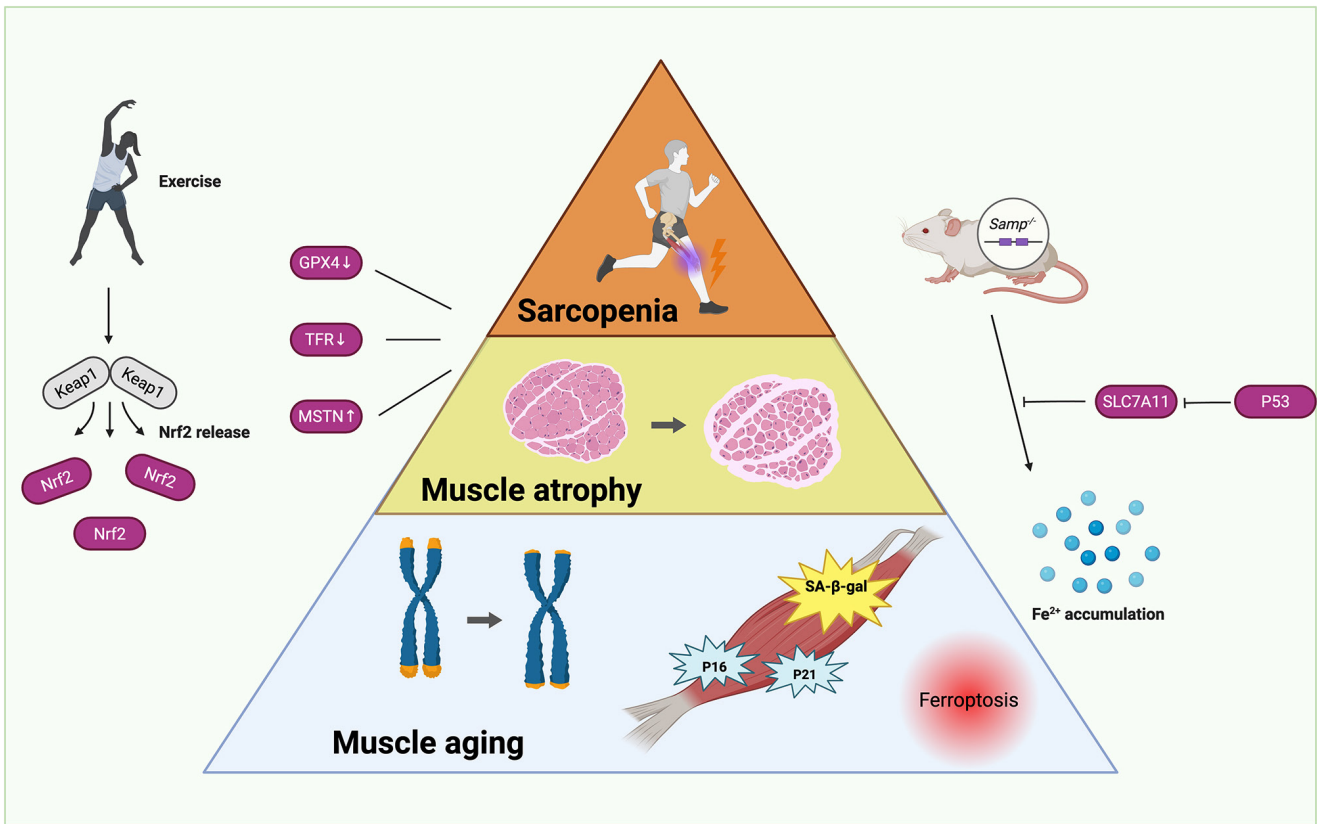 Exercise
Keap1
Keap1
Nrf2 release
Nrf2
Nrf2
Nrf2
GPX4↓
TFR↓
MSTN↑
Sarcopenia
Muscle atrophy
SA-β-gal
P16
P21
Ferroptosis
Muscle aging
Samp-/-
SLC7A11
P53
Fe²⁺ accumulation